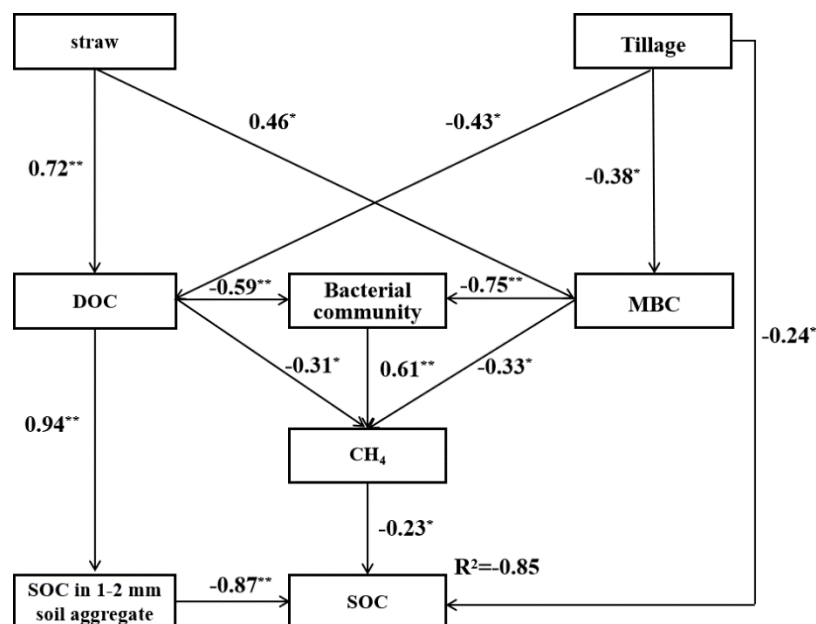 straw
Tillage
0.46*
-0.43*
0.72**
-0.38*
DOC
-0.59**
Bacterial
community
-0.75**
MBC
-0.24*
-0.31*
0.61**
-0.33*
0.94**
CH₄
-0.23*
R²=-0.85
SOC in 1-2 mm
soil aggregate
-0.87**
SOC